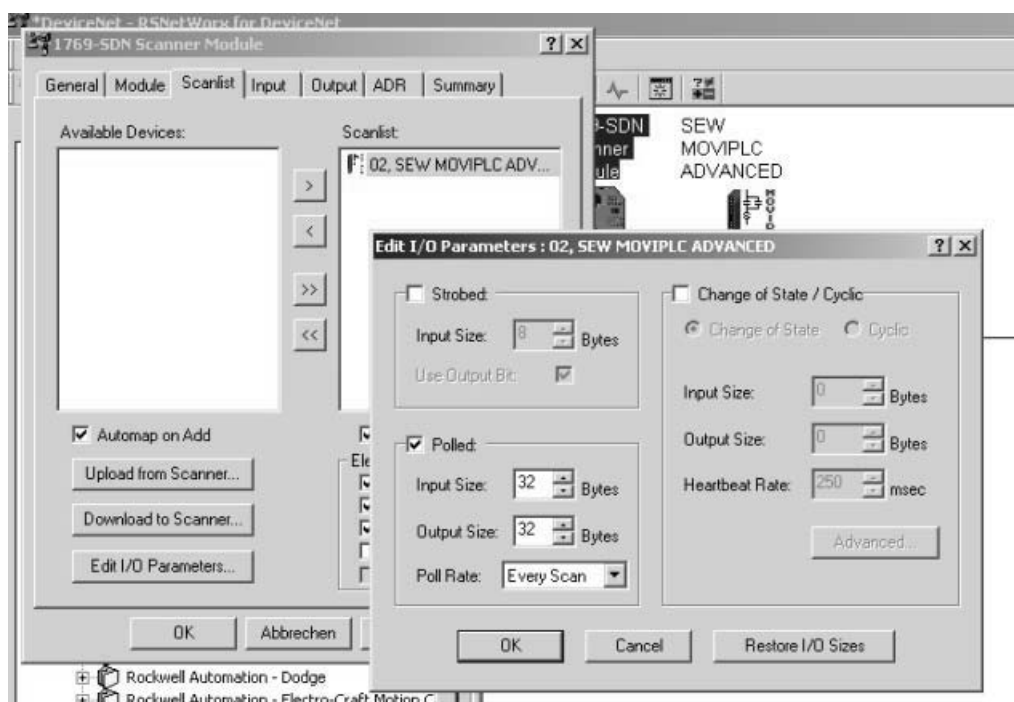 *DeviceNet - RSNetWorx for DeviceNet
1769-SDN Scanner Module
General Module Scanlist Input Output ADR Summary
Available Devices:
Scanlist:
02, SEW MOVIPLC ADV...
>
<
>>
<<
Automap on Add
Upload from Scanner...
Download to Scanner...
Edit I/O Parameters...
OK Abbrechen
-SDN
SEW
MOVIPLC
ADVANCED
Edit I/O Parameters : 02, SEW MOVIPLC ADVANCED
Strobed:
Input Size: 8 Bytes
Use Output Bit:
Polled:
Input Size: 32 Bytes
Output Size: 32 Bytes
Poll Rate: Every Scan
Change of State / Cyclic
Change of State Cyclic
Input Size: 0 Bytes
Output Size: 0 Bytes
Heartbeat Rate: 250 msec
Advanced...
OK Cancel Restore I/O Sizes
Rockwell Automation - Dodge
Rockwell Automation - Electro-Craft Motion C